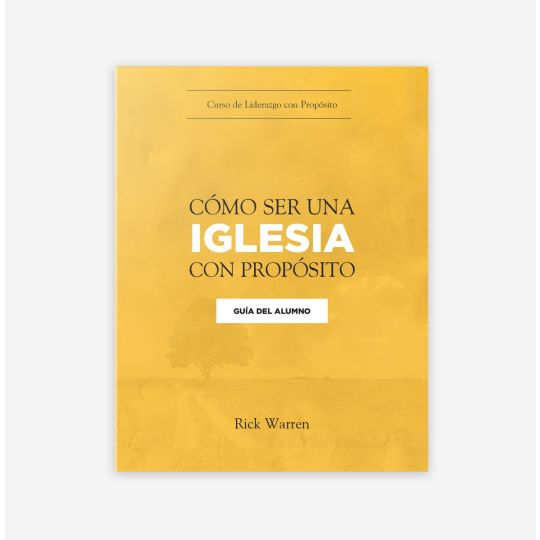 Curso de Liderazgo con Propósito
CÓMO SER UNA
IGLESIA
CON PROPÓSITO
GUÍA DEL ALUMNO
Rick Warren